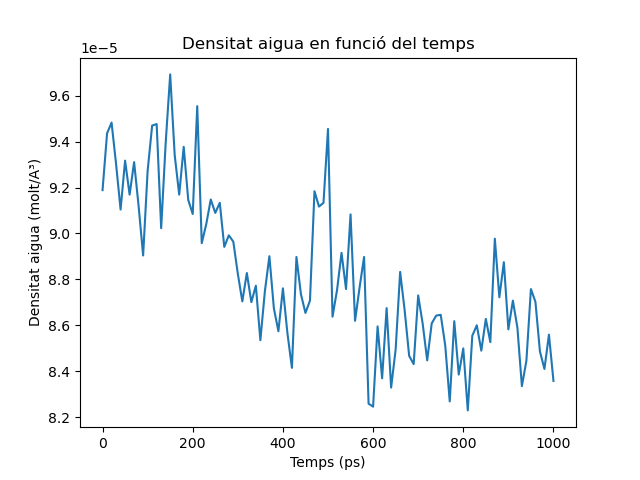 Densitat aigua en funció del temps
1e−5
9.6
9.4
9.2
9.0
8.8
8.6
8.4
8.2
Densitat aigua (molt/A³)
0 200 400 600 800 1000
Temps (ps)